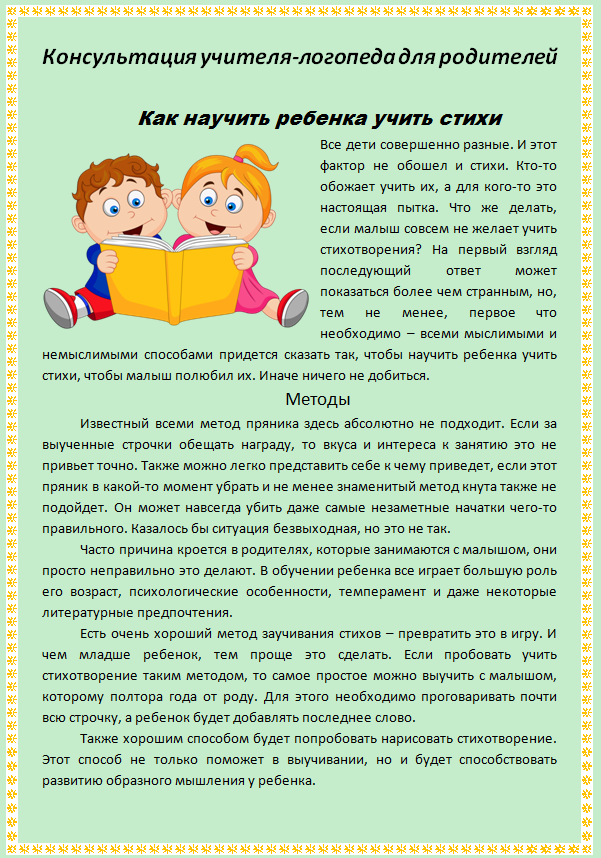 Консультация учителя-логопеда для родителей
Как научить ребенка учить стихи
Все дети совершенно разные. И этот
фактор не обошел и стихи. Кто-то
обожает учить их, а для кого-то это
настоящая пытка. Что же делать,
если малыш совсем не желает учить
стихотворения? На первый взгляд
последующий ответ может
показаться более чем странным, но,
тем не менее, первое что
необходимо – всеми мыслимыми и
немыслимыми способами придется сказать так, чтобы научить ребенка учить
стихи, чтобы малыш полюбил их. Иначе ничего не добиться.
Методы
Известный всеми метод пряника здесь абсолютно не подходит. Если за
выученные строчки обещать награду, то вкуса и интереса к занятию это не
привьет точно. Также можно легко представить себе к чему приведет, если этот
пряник в какой-то момент убрать и не менее знаменитый метод кнута также не
подойдет. Он может навсегда убить даже самые незаметные начатки чего-то
правильного. Казалось бы ситуация безвыходная, но это не так.
Часто причина кроется в родителях, которые занимаются с малышом, они
просто неправильно это делают. В обучении ребенка все играет большую роль
его возраст, психологические особенности, темперамент и даже некоторые
литературные предпочтения.
Есть очень хороший метод заучивания стихов – превратить это в игру. И
чем младше ребенок, тем проще это сделать. Если пробовать учить
стихотворение таким методом, то самое простое можно выучить с малышом,
которому полтора года от роду. Для этого необходимо проговаривать почти
всю строчку, а ребенок будет добавлять последнее слово.
Также хорошим способом будет попробовать нарисовать стихотворение.
Этот способ не только поможет в выучивании, но и будет способствовать
развитию образного мышления у ребенка.